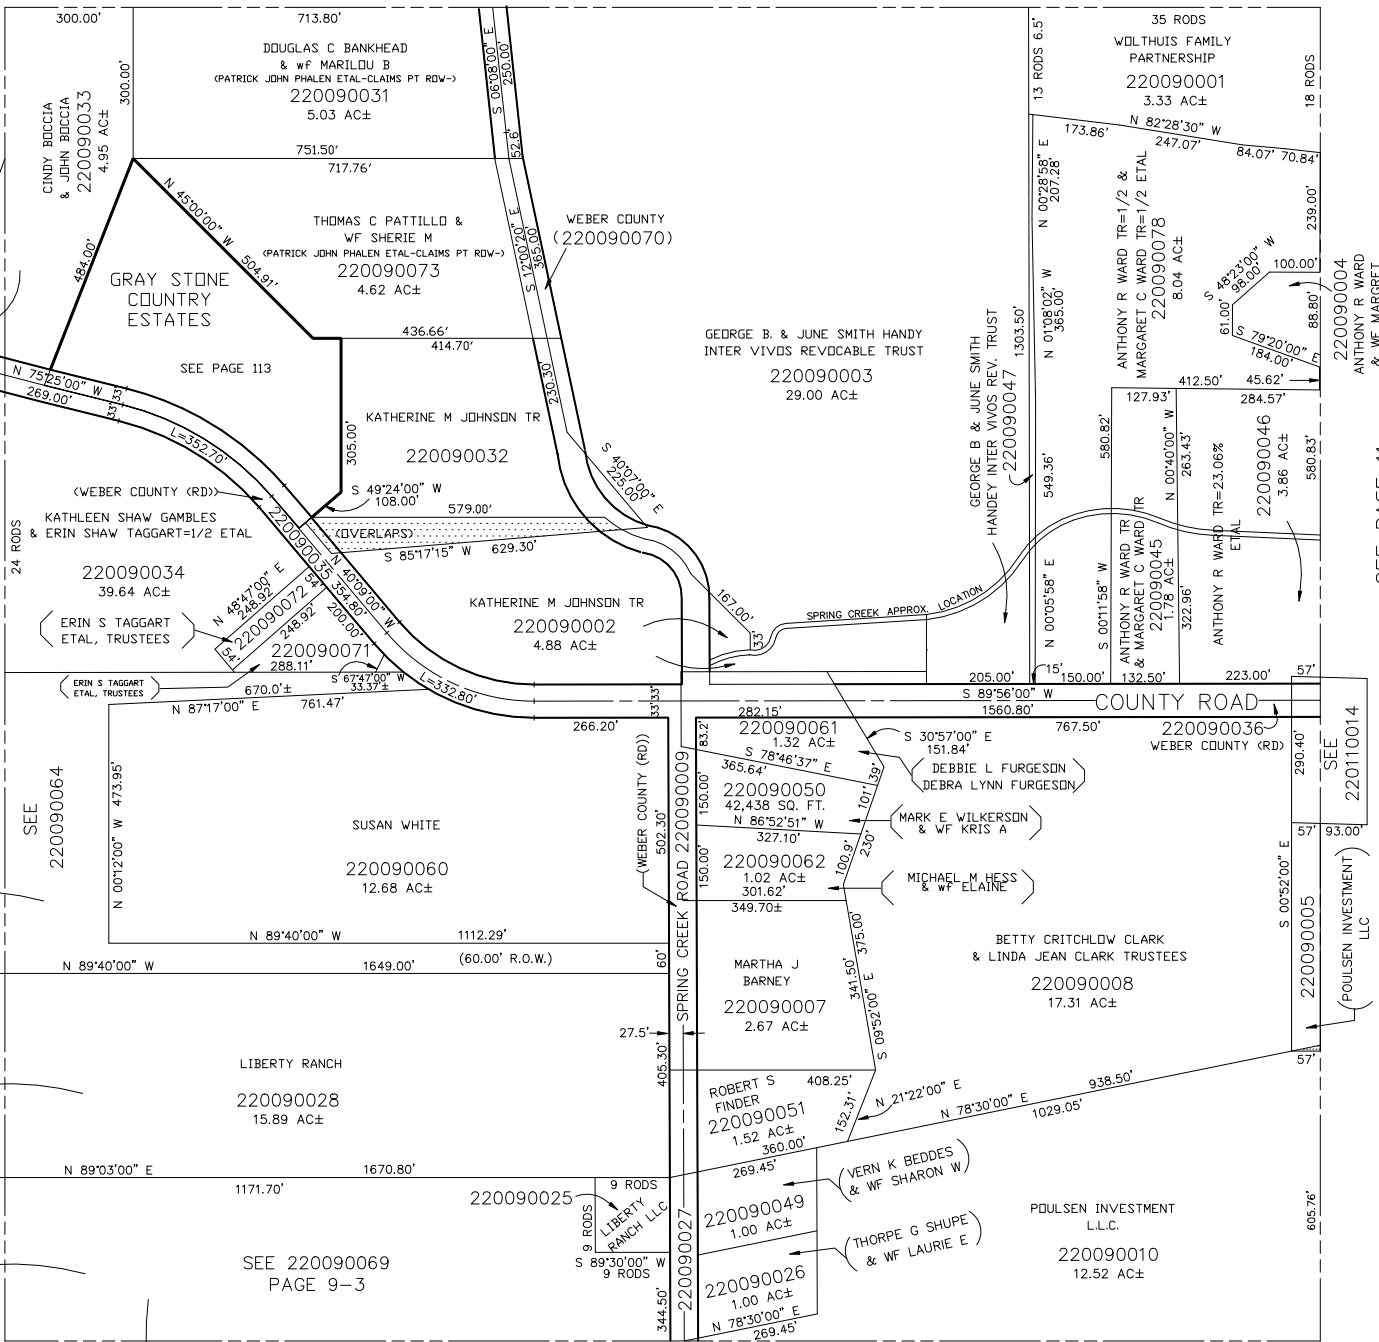 300.00'
713.80'
DOUGLAS C BANKHEAD
& wf MARILOU B
(PATRICK JOHN PHALEN ETAL-CLAIMS PT ROW-)
220090031
5.03 AC±
300.00'
CINDY BOCCIA
& JOHN BOCCIA
220090033
4.95 AC±
751.50'
717.76'
S 06°08'00" E
250.00'
52.6'
THOMAS C PATTILLO &
WF SHERIE M
(PATRICK JOHN PHALEN ETAL-CLAIMS PT ROW-)
220090073
4.62 AC±
S 12°00'20" E
365.00'
WEBER COUNTY
(220090070)
N 45°00'00" W
504.91'
484.00'
GRAY STONE
COUNTRY
ESTATES
SEE PAGE 113
436.66'
414.70'
230.30'
KATHERINE M JOHNSON TR
220090032
305.00'
S 49°24'00" W
108.00'
579.00'
(OVERLAPS)
S 85°17'15" W
629.30'
S 40°07'00" E
225.00'
N 75°25'00" W
269.00'
33'
33'
L=352.70'
(WEBER COUNTY (RD))
220090035
KATHLEEN SHAW GAMBLES
& ERIN SHAW TAGGART=1/2 ETAL
24 RODS
220090034
39.64 AC±
N 40°09'00" W
354.80'
200.00'
N 48°47'00" E
248.92'
220090072
248.92'
54'
54'
ERIN S TAGGART
ETAL, TRUSTEES
220090071
288.11'
ERIN S TAGGART
ETAL, TRUSTEES
S 67°47'00" W
33.37'±
670.0'±
N 87°17'00" E
761.47'
L=332.80'
KATHERINE M JOHNSON TR
220090002
4.88 AC±
167.00'
33'
SPRING CREEK APPROX. LOCATION
GEORGE B. & JUNE SMITH HANDY
INTER VIVOS REVOCABLE TRUST
220090003
29.00 AC±
GEORGE B & JUNE SMITH
HANDEY INTER VIVOS REV. TRUST
220090047
1303.50'
13 RODS 6.5'
35 RODS
WOLTHUIS FAMILY
PARTNERSHIP
220090001
3.33 AC±
18 RODS
173.86'
N 82°28'30" W
247.07'
84.07'
70.84'
N 00°28'58" E
207.28'
N 01°08'02" W
365.00'
ANTHONY R WARD TR=1/2 &
MARGARET C WARD TR=1/2 ETAL
220090078
8.04 AC±
239.00'
100.00'
S 48°23'00" W
98.00'
61.00'
S 79°20'00" E
184.00'
88.80'
220090004
ANTHONY R WARD
& WF MARGRET
412.50'
45.62'
127.93'
284.57'
549.36'
580.82'
N 00°40'00" W
263.43'
220090046
3.86 AC±
580.83'
ANTHONY R WARD TR=23.06%
ETAL
N 00°05'58" E
S 00°11'58" W
ANTHONY R WARD TR
& MARGARET C WARD TR
220090045
1.78 AC±
322.96'
205.00'
15'
150.00'
132.50'
223.00'
57'
S 89°56'00" W
1560.80'
COUNTY ROAD
266.20'
33'
33'
282.15'
767.50'
220090036
WEBER COUNTY (RD)
SEE
220110014
290.40'
57'
93.00'
83.2'
220090061
1.32 AC±
S 30°57'00" E
151.84'
DEBBIE L FURGESON
DEBRA LYNN FURGESON
S 78°46'37" E
365.64'
39'
220090050
42,438 SQ. FT.
150.00'
101'
N 86°52'51" W
327.10'
MARK E WILKERSON
& WF KRIS A
230'
100.9'
220090062
1.02 AC±
150.00'
301.62'
349.70±
MICHAEL M HESS
& wf ELAINE
(WEBER COUNTY (RD))
502.30'
SPRING CREEK ROAD 220090009
SEE
220090064
N 00°12'00" W 473.95'
SUSAN WHITE
220090060
12.68 AC±
N 89°40'00" W
1112.29'
N 89°40'00" W
1649.00'
(60.00' R.O.W.)
60'
MARTHA J
BARNEY
220090007
2.67 AC±
S 09°52'00" E
341.50'
375.00'
BETTY CRITCHLOW CLARK
& LINDA JEAN CLARK TRUSTEES
220090008
17.31 AC±
S 00°52'00" E
220090005
POULSEN INVESTMENT
LLC
57'
27.5'
405.30'
LIBERTY RANCH
220090028
15.89 AC±
ROBERT S
FINDER
408.25'
220090051
1.52 AC±
152.31'
N 21°22'00" E
360.00'
N 78°30'00" E
938.50'
1029.05'
269.45'
N 89°03'00" E
1670.80'
1171.70'
220090025
9 RODS
9 RODS
LIBERTY
RANCH LLC
S 89°30'00" W
9 RODS
SEE 220090069
PAGE 9-3
344.50'
220090027
220090049
1.00 AC±
VERN K BEDDES
& WF SHARON W
220090026
1.00 AC±
THORPE G SHUPE
& WF LAURIE E
N 78°30'00" E
269.45'
POULSEN INVESTMENT
L.L.C.
220090010
12.52 AC±
605.76'